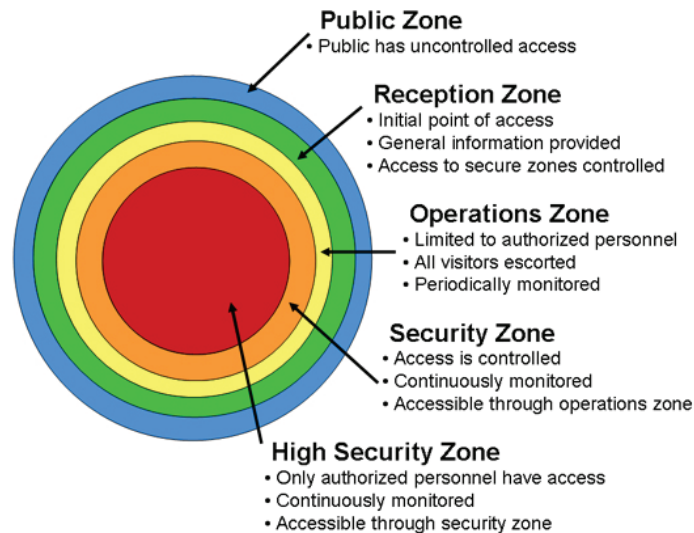 Public Zone
• Public has uncontrolled access
Reception Zone
• Initial point of access
• General information provided
• Access to secure zones controlled
Operations Zone
• Limited to authorized personnel
• All visitors escorted
• Periodically monitored
Security Zone
• Access is controlled
• Continuously monitored
• Accessible through operations zone
High Security Zone
• Only authorized personnel have access
• Continuously monitored
• Accessible through security zone